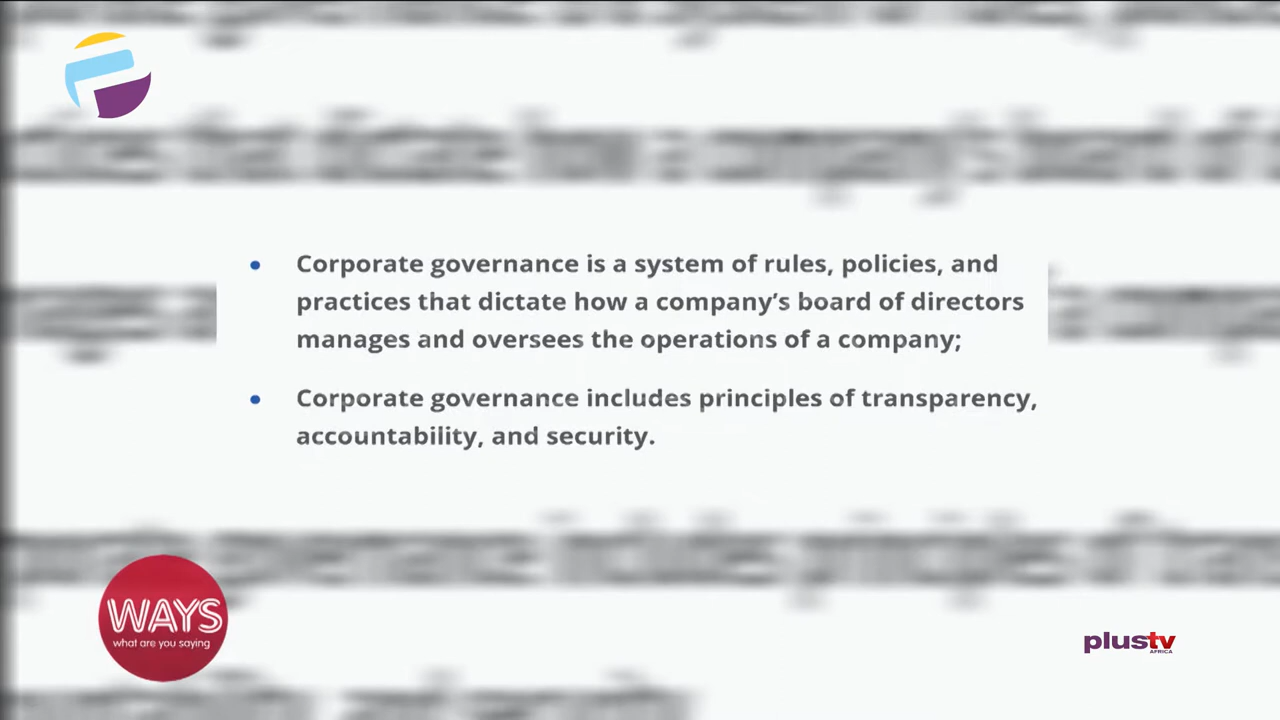 Corporate governance is a system of rules, policies, and
practices that dictate how a company’s board of directors
manages and oversees the operations of a company;
Corporate governance includes principles of transparency,
accountability, and security.
WAYS
what are you saying
plustv
AFRICA